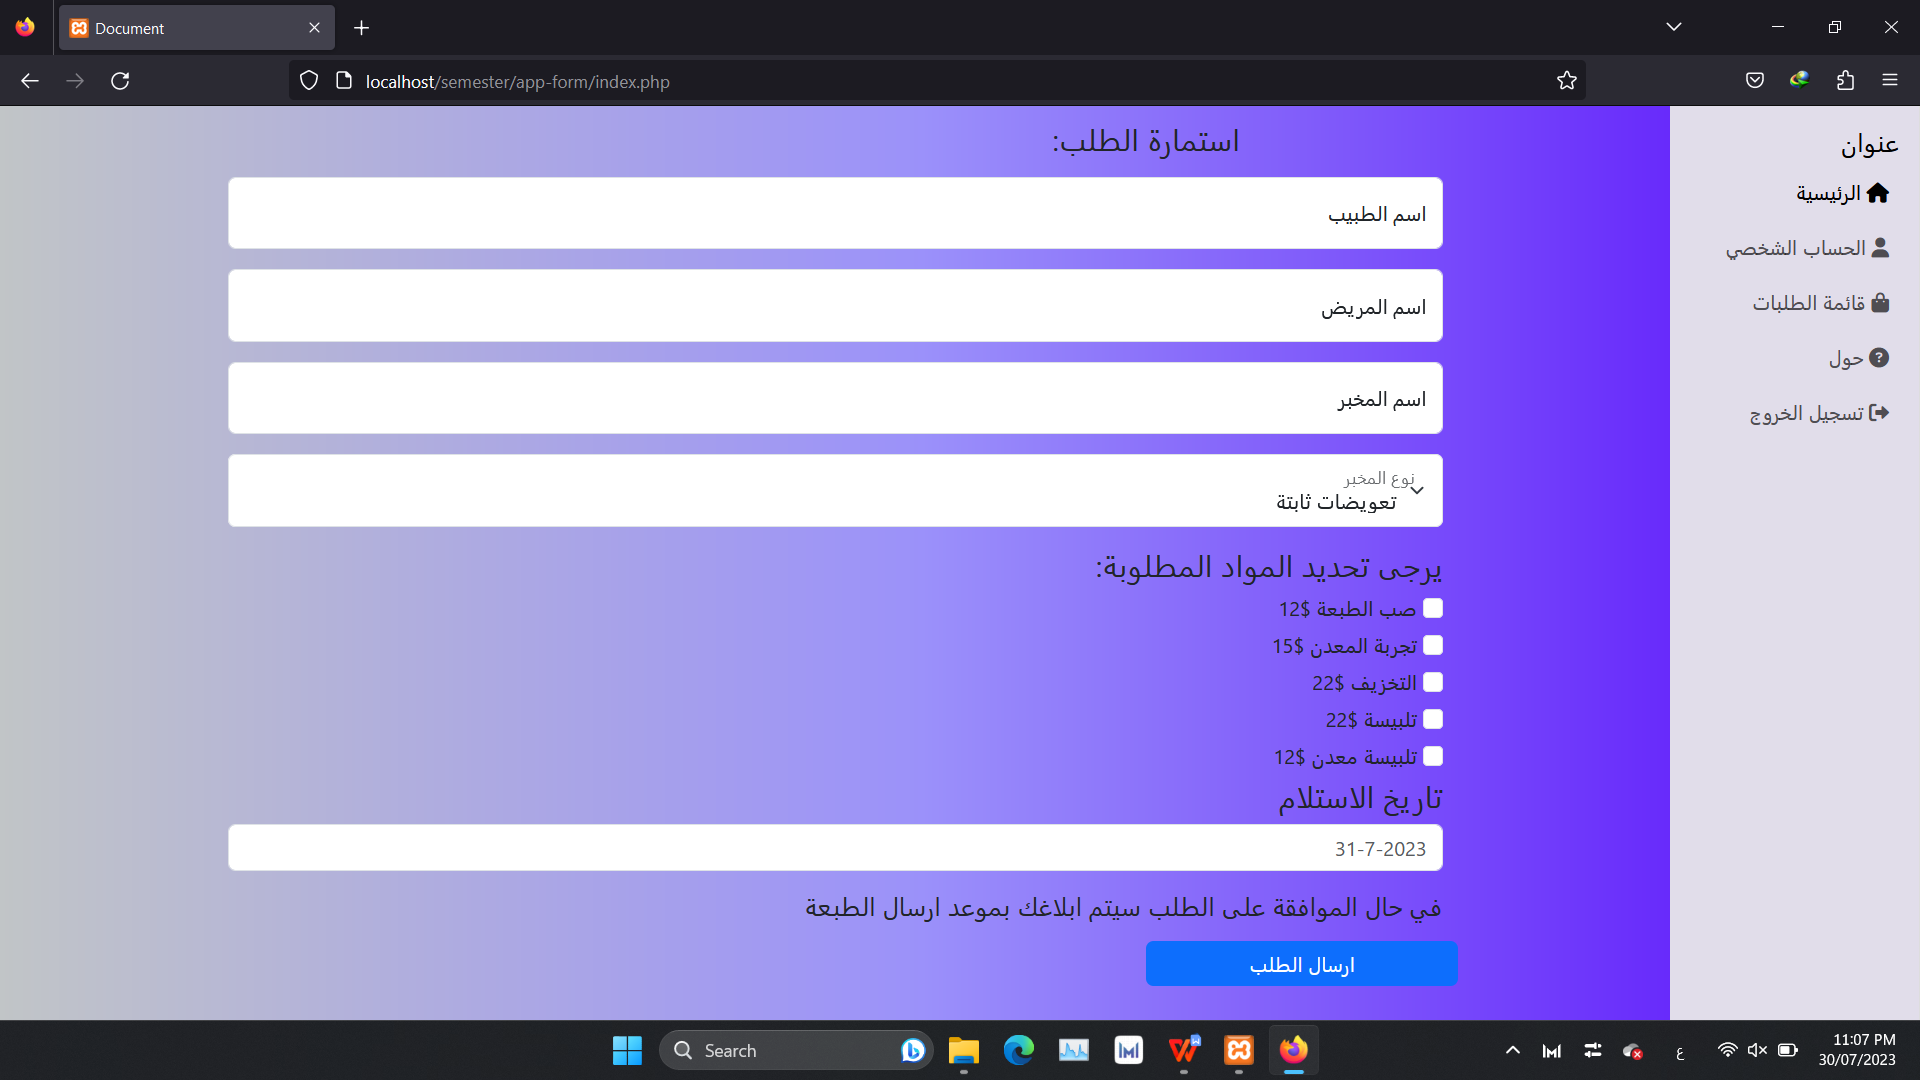 Document
localhost/semester/app-form/index.php
عنوان
الرئيسية
الحساب الشخصي
قائمة الطلبات
حول
تسجيل الخروج
استمارة الطلب:
اسم الطبيب
اسم المريض
اسم المخبر
نوع المخبر
تعويضات ثابتة
يرجى تحديد المواد المطلوبة:
صب الطبعة 12$
تجربة المعدن 15$
التخزيف 22$
تلبيسة 22$
تلبيسة معدن 12$
تاريخ الاستلام
31-7-2023
في حال الموافقة على الطلب سيتم ابلاغك بموعد ارسال الطبعة
ارسال الطلب
Search
ع
11:07 PM
30/07/2023